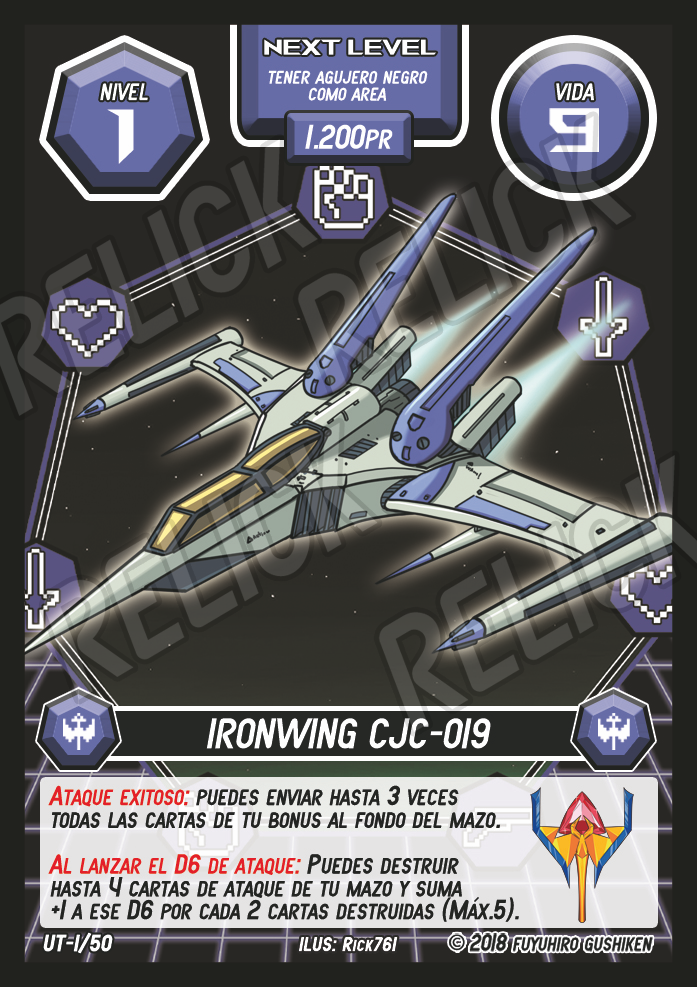 NEXT LEVEL
TENER AGUJERO NEGRO
COMO AREA
1.200PR
NIVEL
1
VIDA
9
RELICK
RELICK
RELICK
RELICK
IRONWING CJC-019
ATAQUE EXITOSO: PUEDES ENVIAR HASTA 3 VECES
TODAS LAS CARTAS DE TU BONUS AL FONDO DEL MAZO.
AL LANZAR EL D6 DE ATAQUE: PUEDES DESTRUIR
HASTA 4 CARTAS DE ATAQUE DE TU MAZO Y SUMA
+1 A ESE D6 POR CADA 2 CARTAS DESTRUIDAS (MÁX.5).
UT-1/50
ILUS: RICK761
© 2018 FUYUHIRO GUSHIKEN